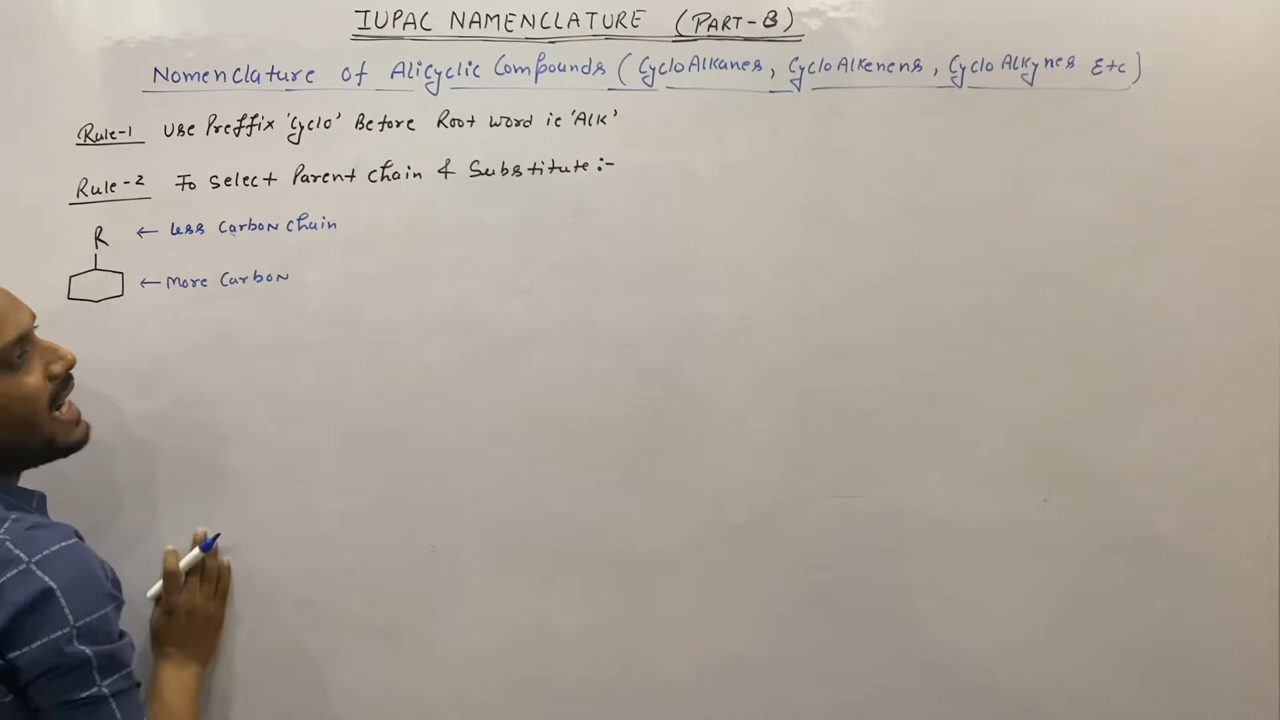 IUPAC NAMENCLATURE (PART-B)
Nomenclature of Alicyclic Compounds (CycloAlkanes, CycloAlkenens, CycloAlkynes Etc)
Rule-1 Use Preffix 'Cyclo' Before Root word ie 'Alk'
Rule-2 To Select Parent Chain & Substitute:-
R ← Less Carbon Chain
← More Carbon